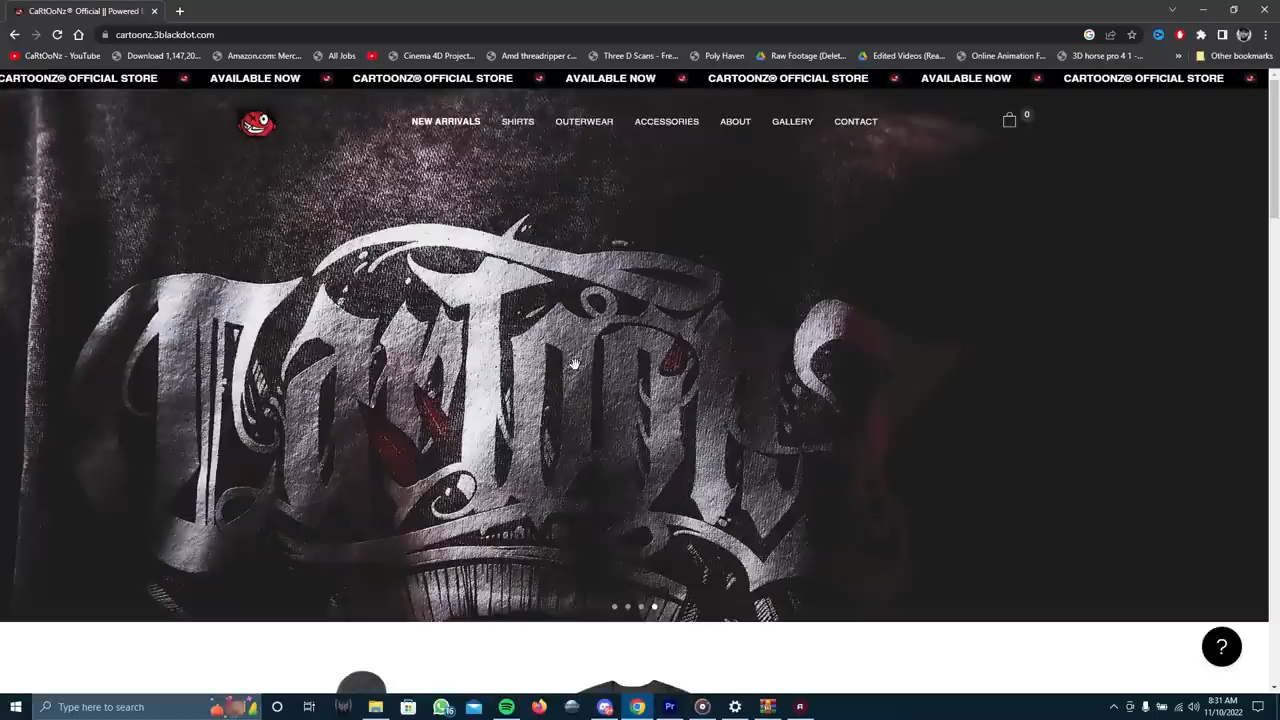 CaRtOoNz® Official || Powered
cartoonz.3blackdot.com
CaRtOoNz - YouTube
Download 1,147,20...
Amazon.com: Merc...
All Jobs
Cinema 4D Project...
Amd threadripper c...
Three D Scans - Fre...
Poly Haven
Raw Footage (Delet...
Edited Videos (Rea...
Online Animation F...
3D horse pro 4 1 -...
»
Other bookmarks
CARTOONZ® OFFICIAL STORE
AVAILABLE NOW
CARTOONZ® OFFICIAL STORE
AVAILABLE NOW
CARTOONZ® OFFICIAL STORE
AVAILABLE NOW
CARTOONZ® OFFICIAL STORE
NEW ARRIVALS
SHIRTS
OUTERWEAR
ACCESSORIES
ABOUT
GALLERY
CONTACT
0
CaRtOoNz
?
Type here to search
16
Pr
8:31 AM
11/10/2022